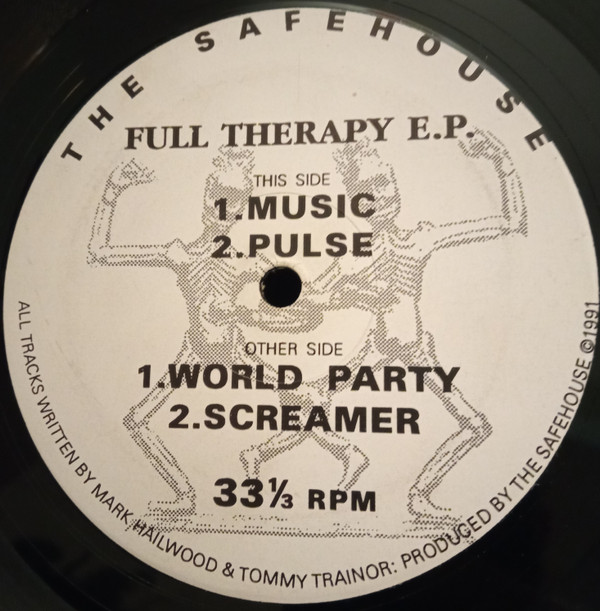 THE SAFEHOUSE
FULL THERAPY E.P.
THIS SIDE
1.MUSIC
2.PULSE
OTHER SIDE
1.WORLD PARTY
2.SCREAMER
33⅓ RPM
ALL TRACKS WRITTEN BY MARK HAILWOOD & TOMMY TRAINOR: PRODUCED BY THE SAFEHOUSE ©1991